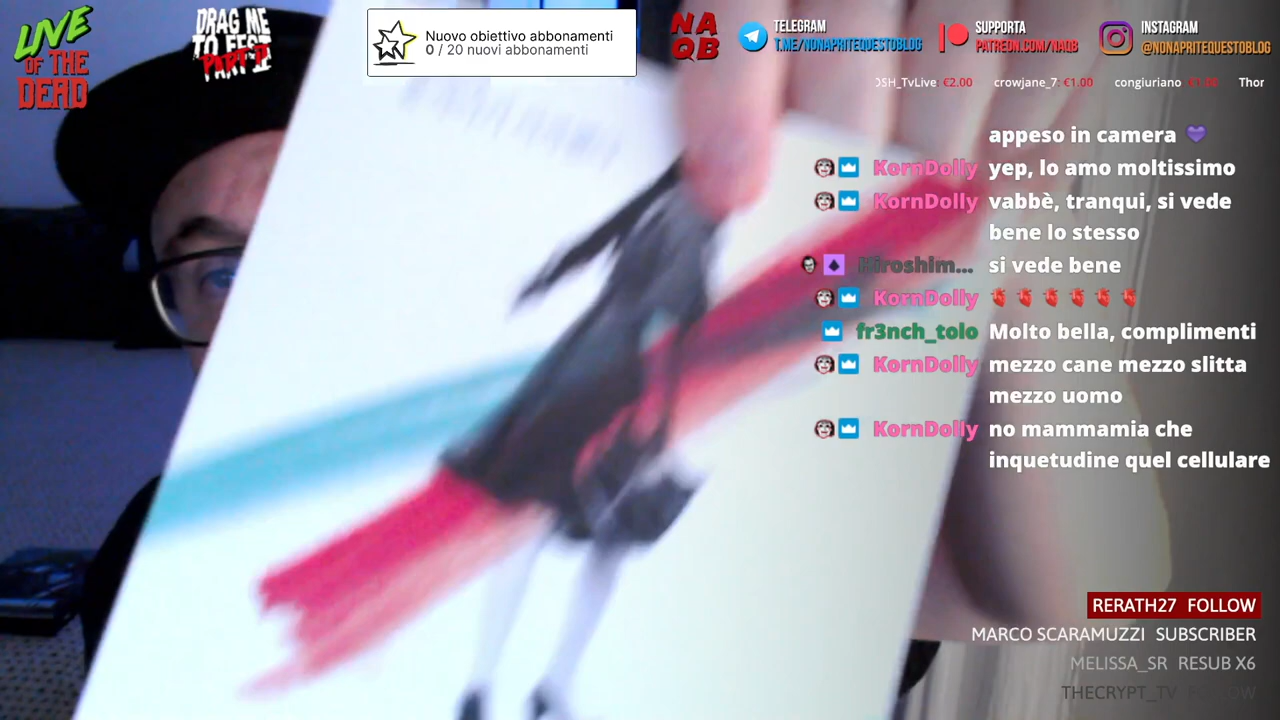 LIVE
OF THE
DEAD
DRAG ME
TO FEST
PART
Nuovo obiettivo abbonamenti
0 / 20 nuovi abbonamenti
NA
QB
TELEGRAM
T.ME/NONAPRITEQUESTOBLOG
SUPPORTA
PATREON.COM/NAQB
INSTAGRAM
@NONAPRITEQUESTOBLOG
OSH_TvLive: €2.00 crowjane_7: €1.00 congiuriano €1.00 Thor
appeso in camera 💜
KornDolly yep, lo amo moltissimo
KornDolly vabbè, tranqui, si vede
bene lo stesso
Hiroshim... si vede bene
KornDolly 🫀🫀🫀🫀🫀🫀
fr3nch_tolo Molto bella, complimenti
KornDolly mezzo cane mezzo slitta
mezzo uomo
KornDolly no mammamia che
inquetudine quel cellulare
RERATH27 FOLLOW
MARCO SCARAMUZZI SUBSCRIBER
MELISSA_SR RESUB X6
THECRYPT_TV FOLLOW